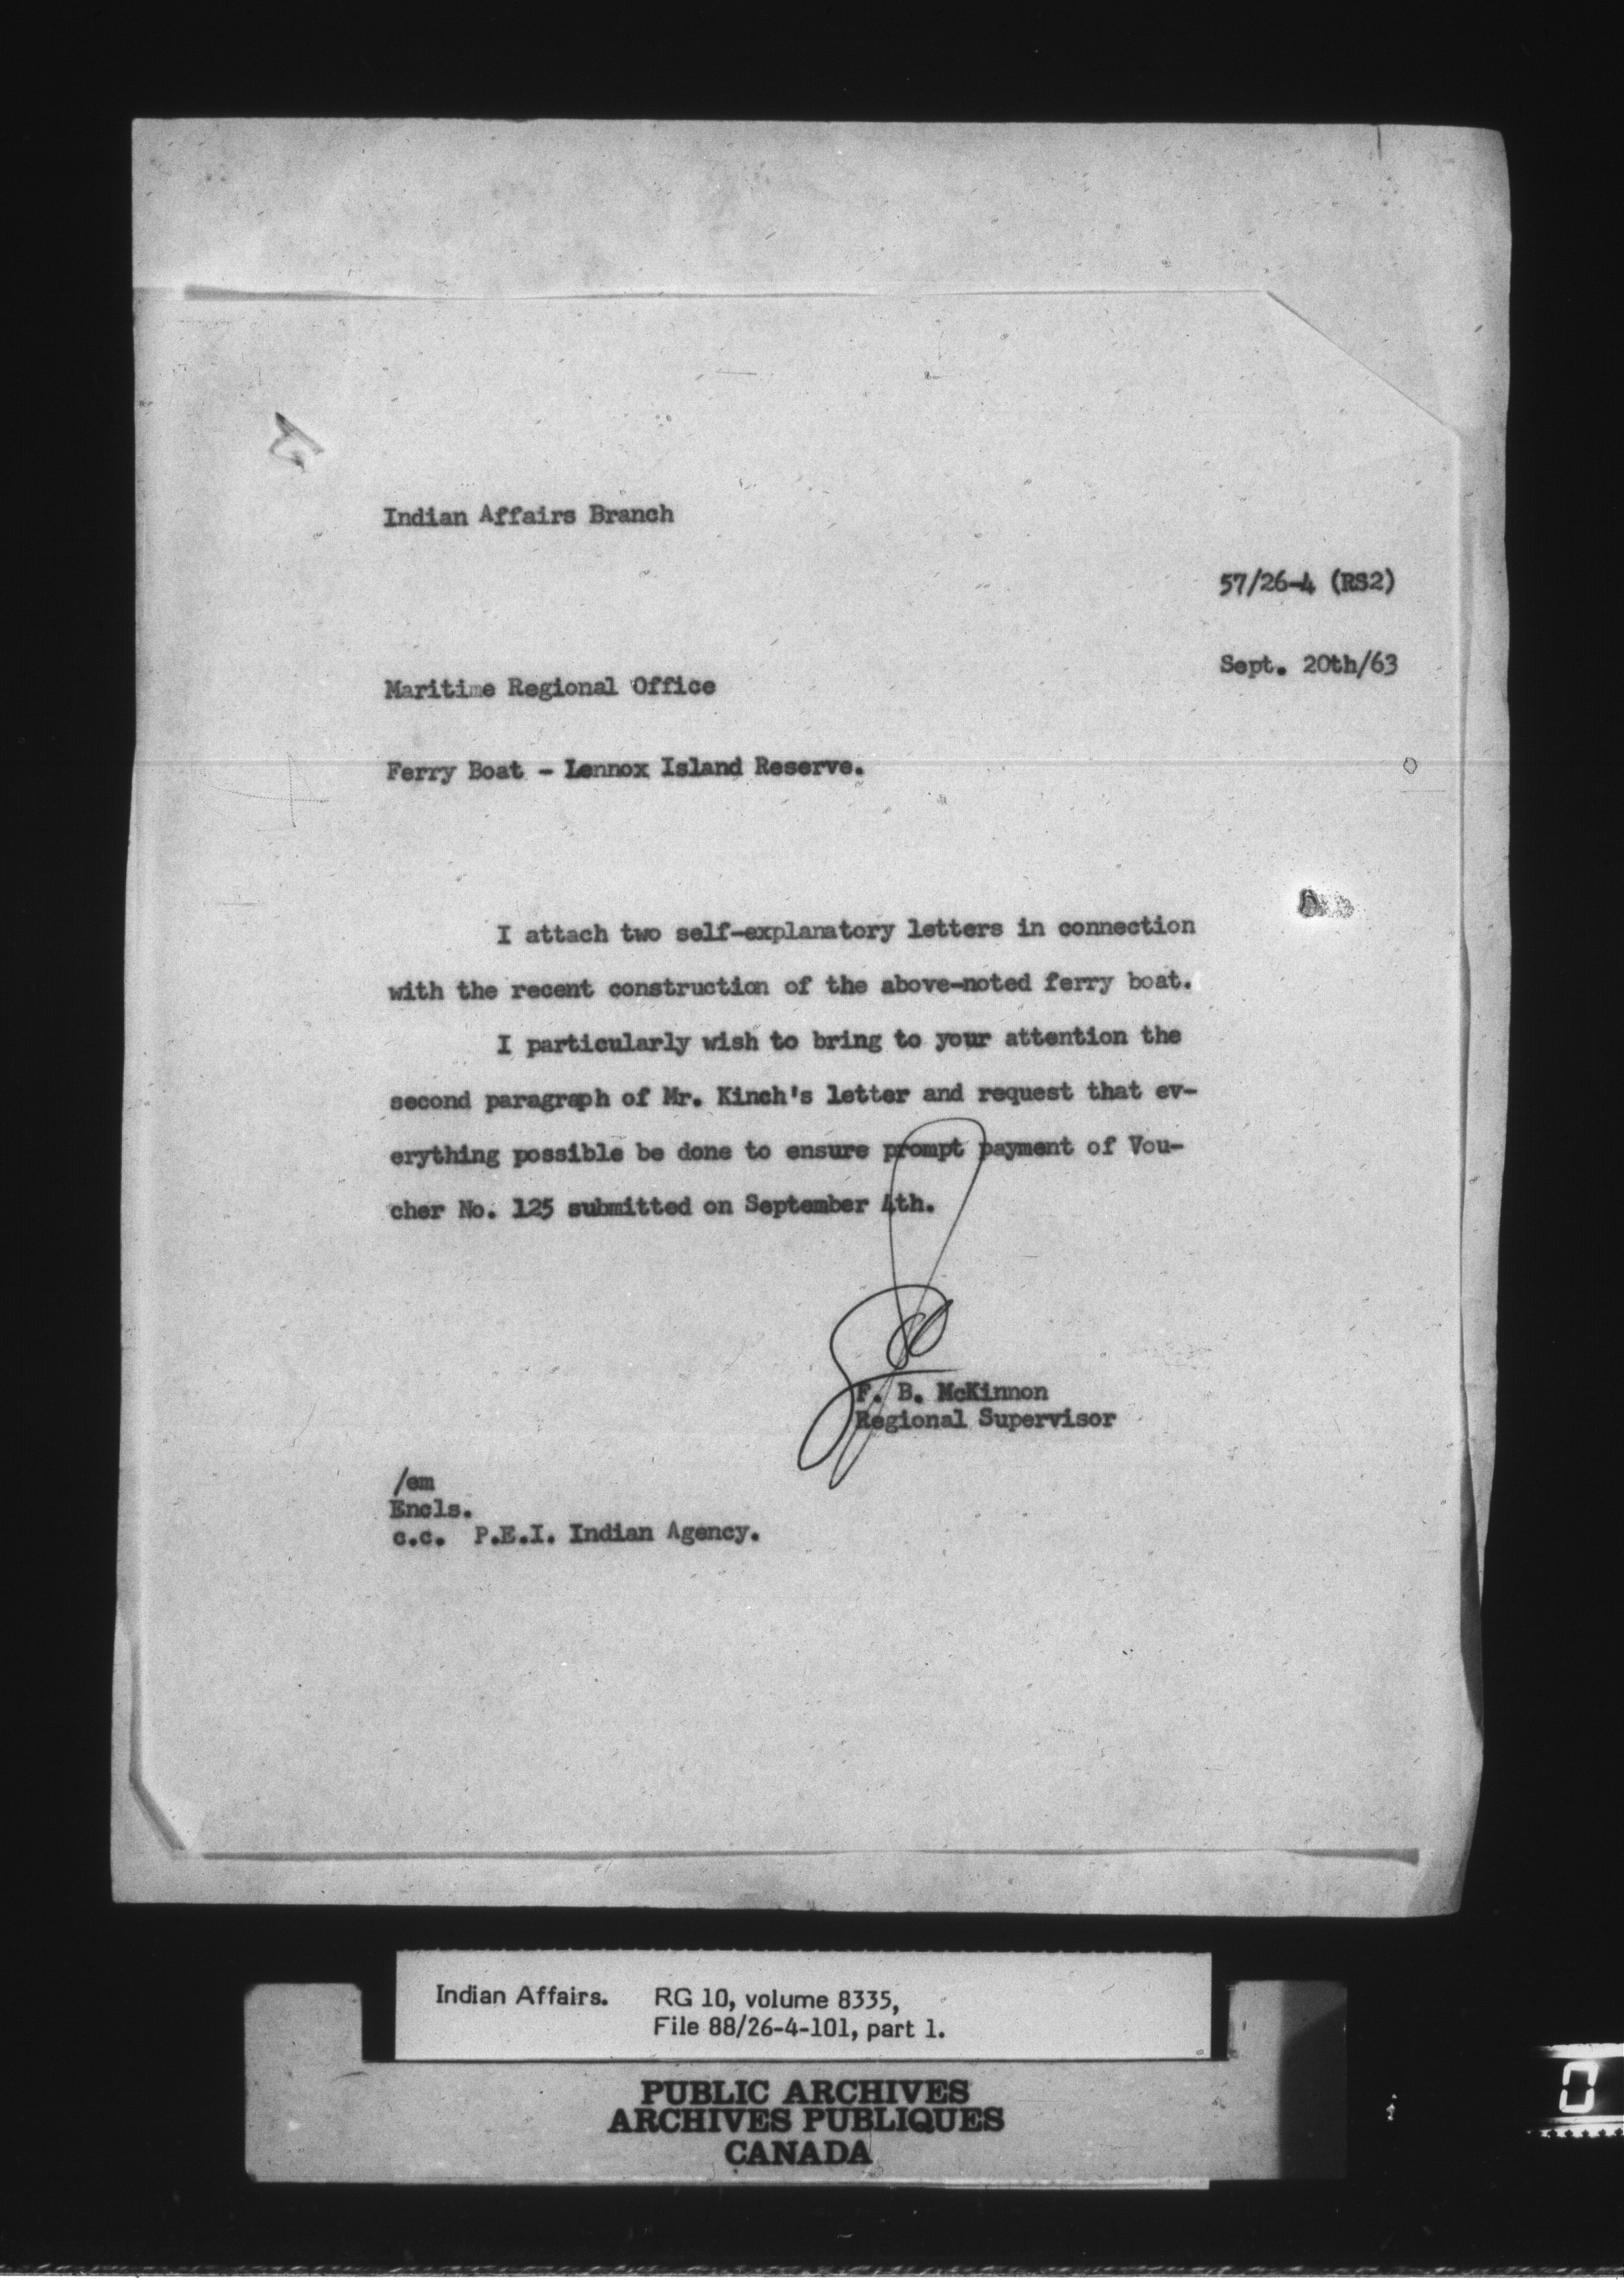 Indian Affairs Branch
57/26-4 (RS2)
Sept. 20th/63
Maritime Regional Office
Ferry Boat - Lennox Island Reserve.
I attach two self-explanatory letters in connection
with the recent construction of the above-noted ferry boat.
I particularly wish to bring to your attention the
second paragraph of Mr. Kinch's letter and request that ev-
erything possible be done to ensure prompt payment of Vou-
cher No. 125 submitted on September 4th.
F. B. McKinnon
Regional Supervisor
/em
Encls.
c.c. P.E.I. Indian Agency.
Indian Affairs. RG 10, volume 8335,
File 88/26-4-101, part 1.
PUBLIC ARCHIVES
ARCHIVES PUBLIQUES
CANADA
0